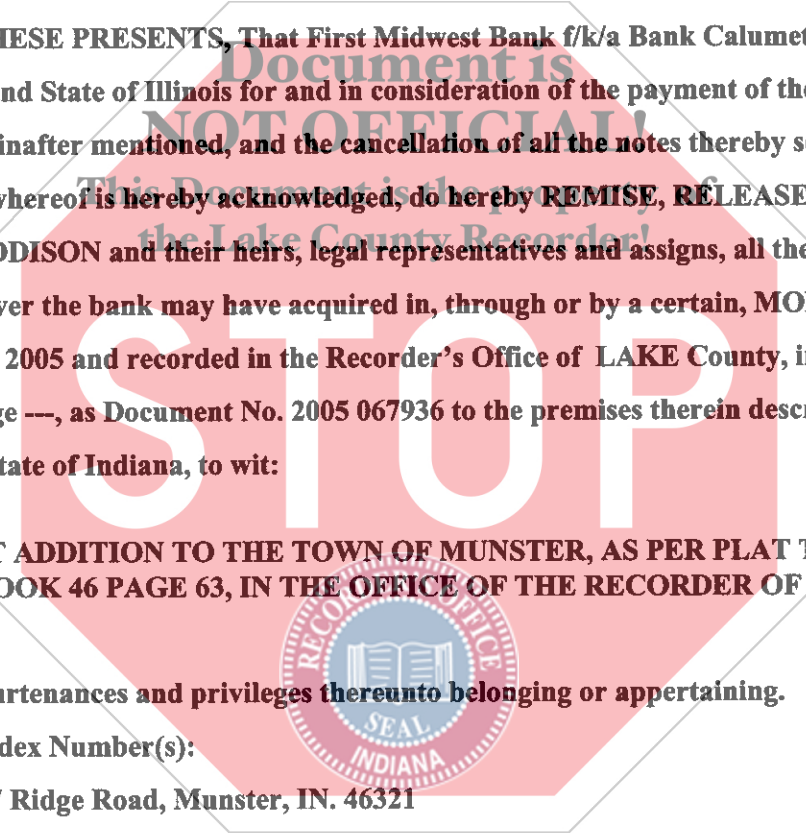 HESE PRESENTS, That First Midwest Bank f/k/a Bank Calumet
Document is
nd State of Illinois for and in consideration of the payment of the
NOT OFFICIAL!
inafter mentioned, and the cancellation of all the notes thereby s
This Document is the property of
whereof is hereby acknowledged, do hereby REMISE, RELEASE
the Lake County Recorder!
DDISON and their heirs, legal representatives and assigns, all the
ver the bank may have acquired in, through or by a certain, MO
2005 and recorded in the Recorder's Office of LAKE County, i
ge ---, as Document No. 2005 067936 to the premises therein descr
tate of Indiana, to wit:
STOP
T ADDITION TO THE TOWN OF MUNSTER, AS PER PLAT T
OOK 46 PAGE 63, IN THE OFFICE OF THE RECORDER OF
RECORDER'S OFFICE
urtenances and privileges thereunto belonging or appertaining.
SEAL
INDIANA
dex Number(s):
Ridge Road, Munster, IN. 46321